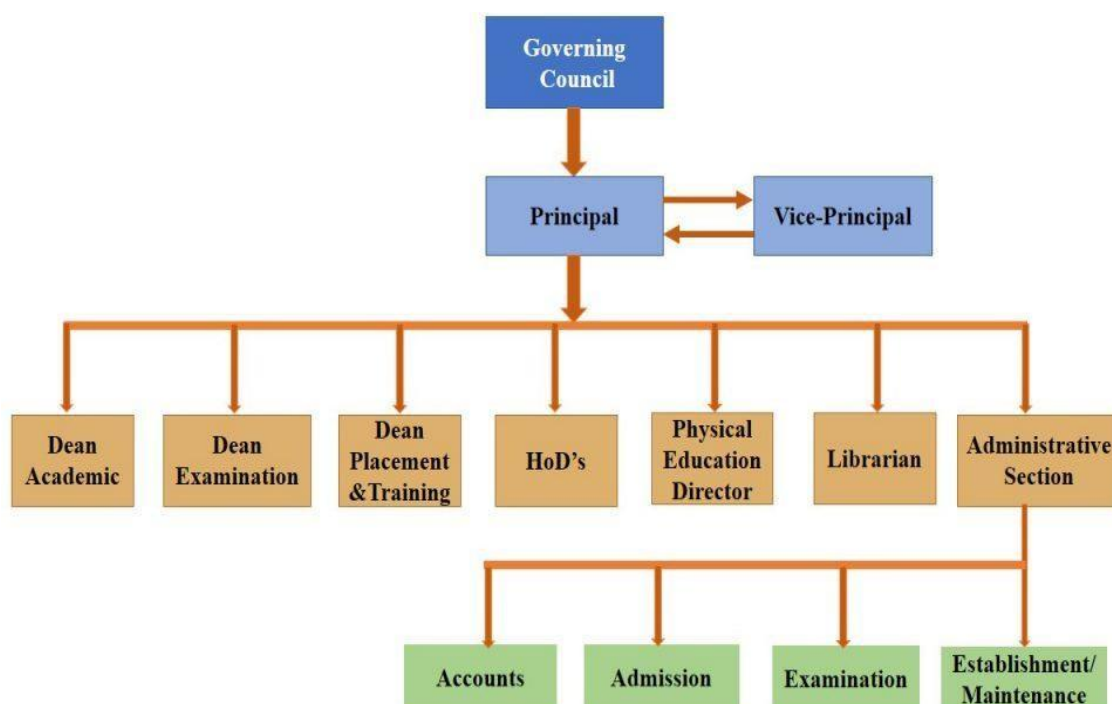 Governing
Council
Principal
Vice-Principal
Dean
Academic
Dean
Examination
Dean
Placement
&Training
HoD's
Physical
Education
Director
Librarian
Administrative
Section
Accounts
Admission
Examination
Establishment/
Maintenance